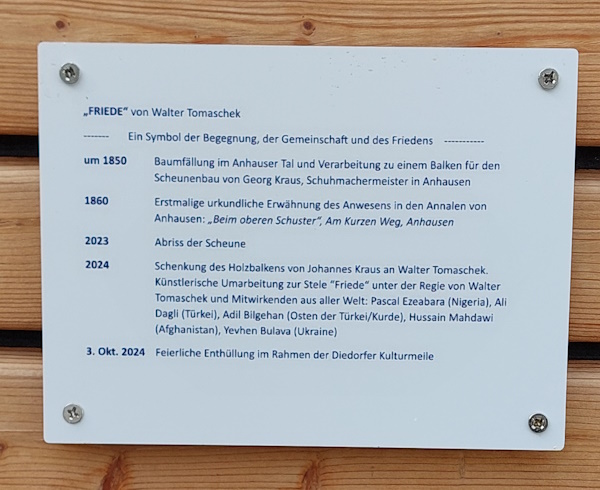 „FRIEDE“ von Walter Tomaschek
------- Ein Symbol der Begegnung, der Gemeinschaft und des Friedens -----------
um 1850 Baumfällung im Anhauser Tal und Verarbeitung zu einem Balken für den
Scheunenbau von Georg Kraus, Schuhmachermeister in Anhausen
1860 Erstmalige urkundliche Erwähnung des Anwesens in den Annalen von
Anhausen: „Beim oberen Schuster“, Am Kurzen Weg, Anhausen
2023 Abriss der Scheune
2024 Schenkung des Holzbalkens von Johannes Kraus an Walter Tomaschek.
Künstlerische Umarbeitung zur Stele “Friede“ unter der Regie von Walter
Tomaschek und Mitwirkenden aus aller Welt: Pascal Ezeabara (Nigeria), Ali
Dagli (Türkei), Adil Bilgehan (Osten der Türkei/Kurde), Hussain Mahdawi
(Afghanistan), Yevhen Bulava (Ukraine)
3. Okt. 2024 Feierliche Enthüllung im Rahmen der Diedorfer Kulturmeile